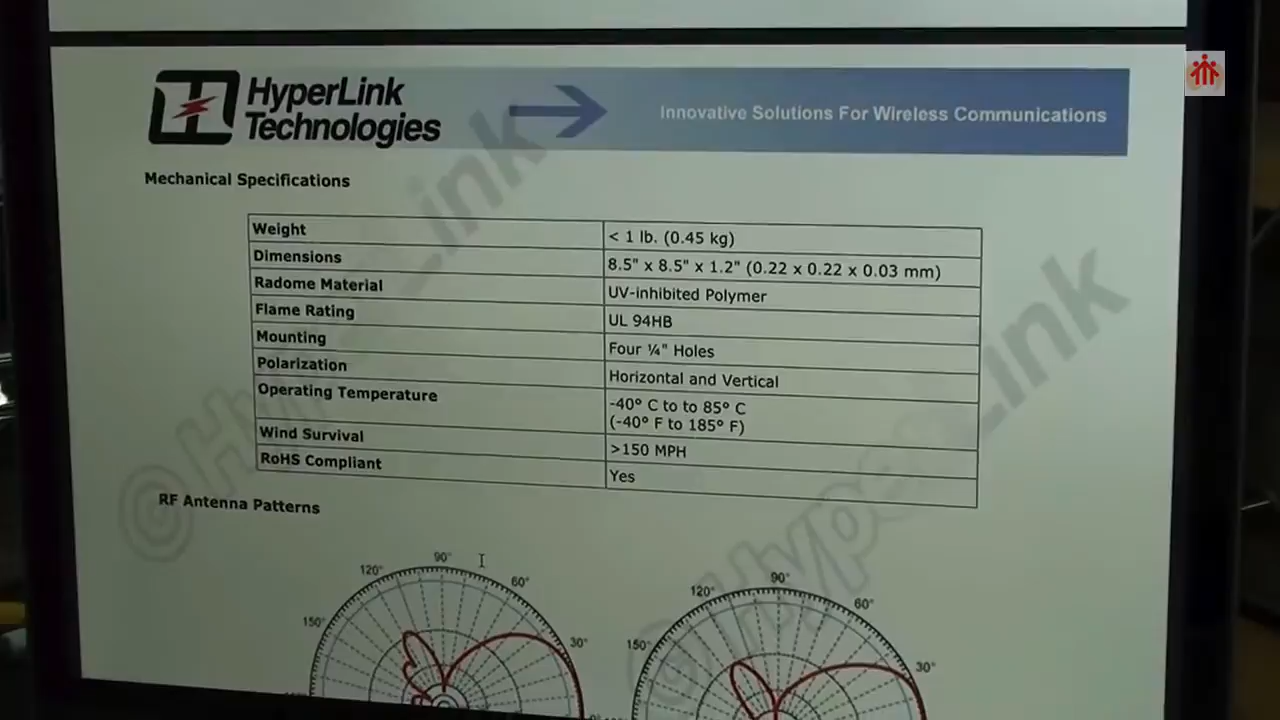 HyperLink
Technologies
Innovative Solutions For Wireless Communications
Mechanical Specifications
Weight
< 1 lb. (0.45 kg)
Dimensions
8.5" x 8.5" x 1.2" (0.22 x 0.22 x 0.03 mm)
Radome Material
UV-inhibited Polymer
Flame Rating
UL 94HB
Mounting
Four ¼" Holes
Polarization
Horizontal and Vertical
Operating Temperature
-40° C to to 85° C
(-40° F to 185° F)
Wind Survival
>150 MPH
RoHS Compliant
Yes
RF Antenna Patterns
90°
120°
60°
150°
30°
90°
120°
60°
150°
30°